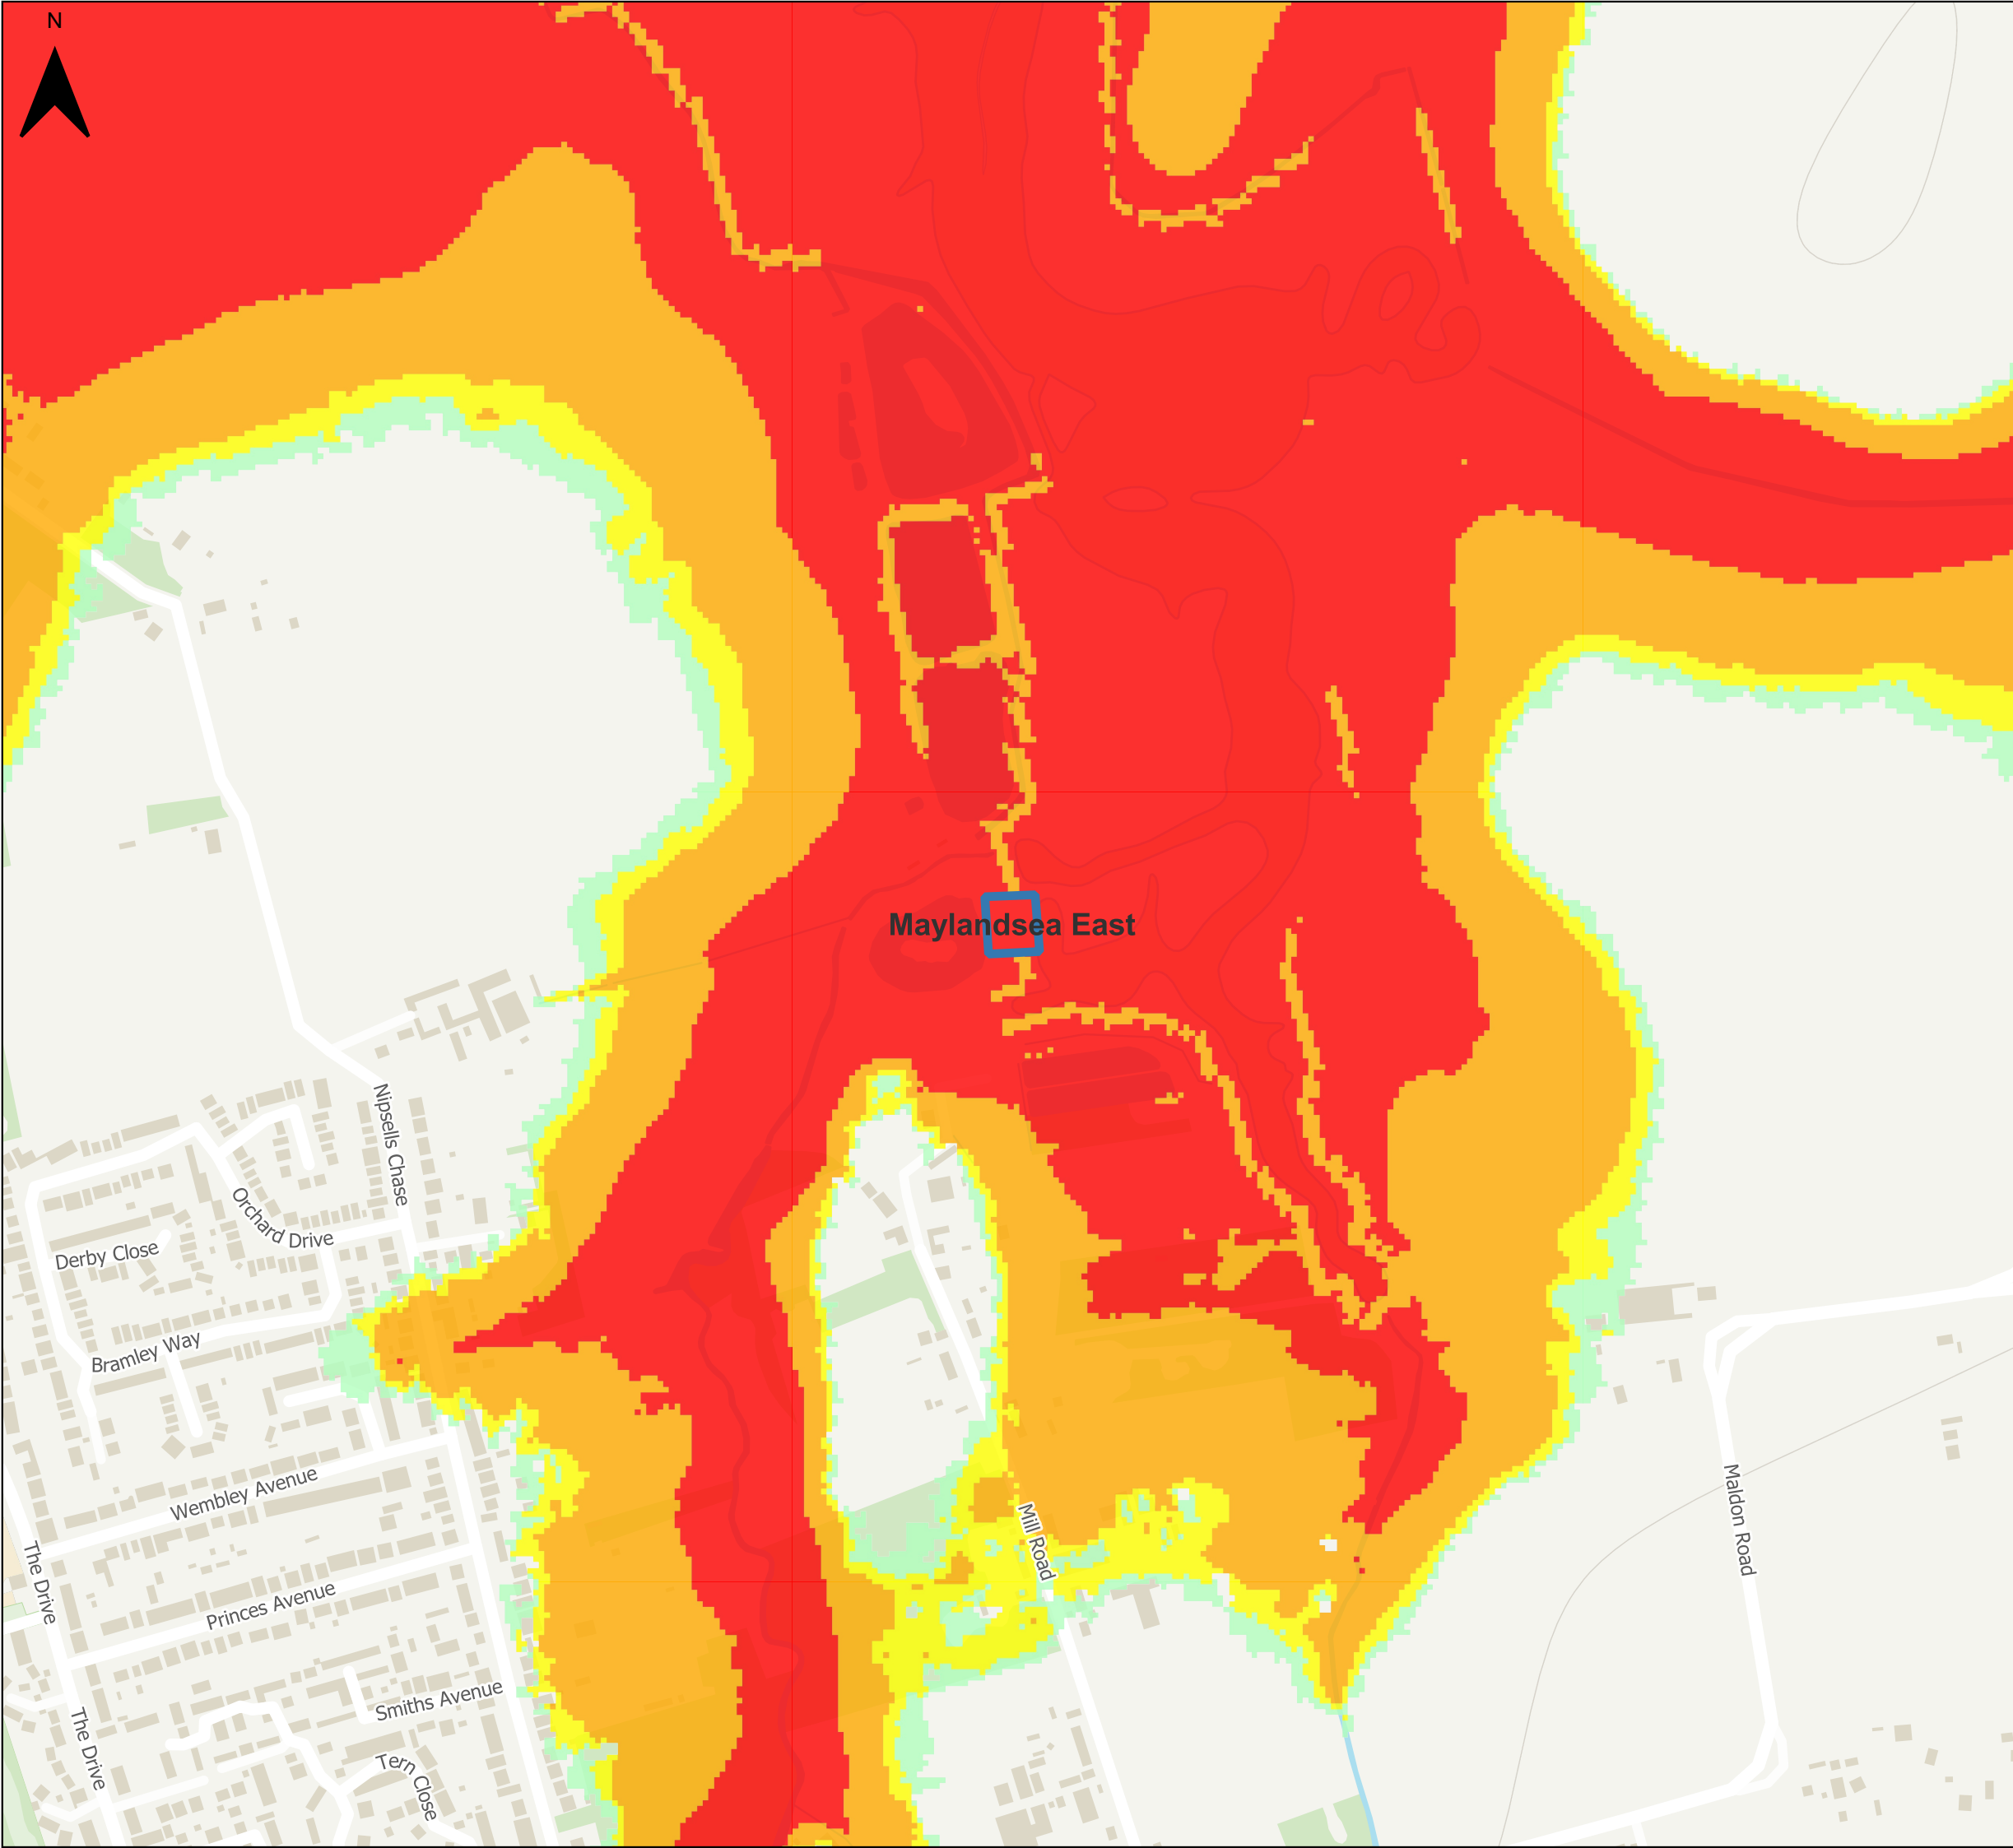 N
Maylandsea East
Nipsells Chase
Orchard Drive
Derby Close
Bramley Way
Wembley Avenue
The Drive
Princes Avenue
Mill Road
Maldon Road
Smiths Avenue
The Drive
Tern Close